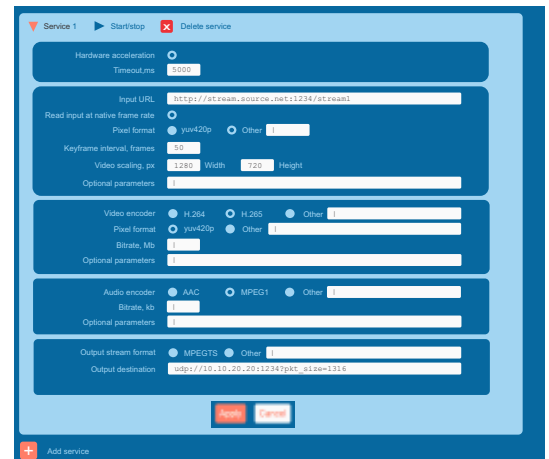 Service 1 Start/stop X Delete service
Hardware acceleration
Timeout,ms 5000
Input URL http://stream.source.net:1234/stream1
Read input at native frame rate
Pixel format yuv420p Other
Keyframe interval, frames 50
Video scaling, px 1280 Width 720 Height
Optional parameters
Video encoder H.264 H.265 Other
Pixel format yuv420p Other
Bitrate, Mb
Optional parameters
Audio encoder AAC MPEG1 Other
Bitrate, kb
Optional parameters
Output stream format MPEGTS Other
Output destination udp://10.10.20.20:1234?pkt_size=1316
Apply Cancel
+ Add service